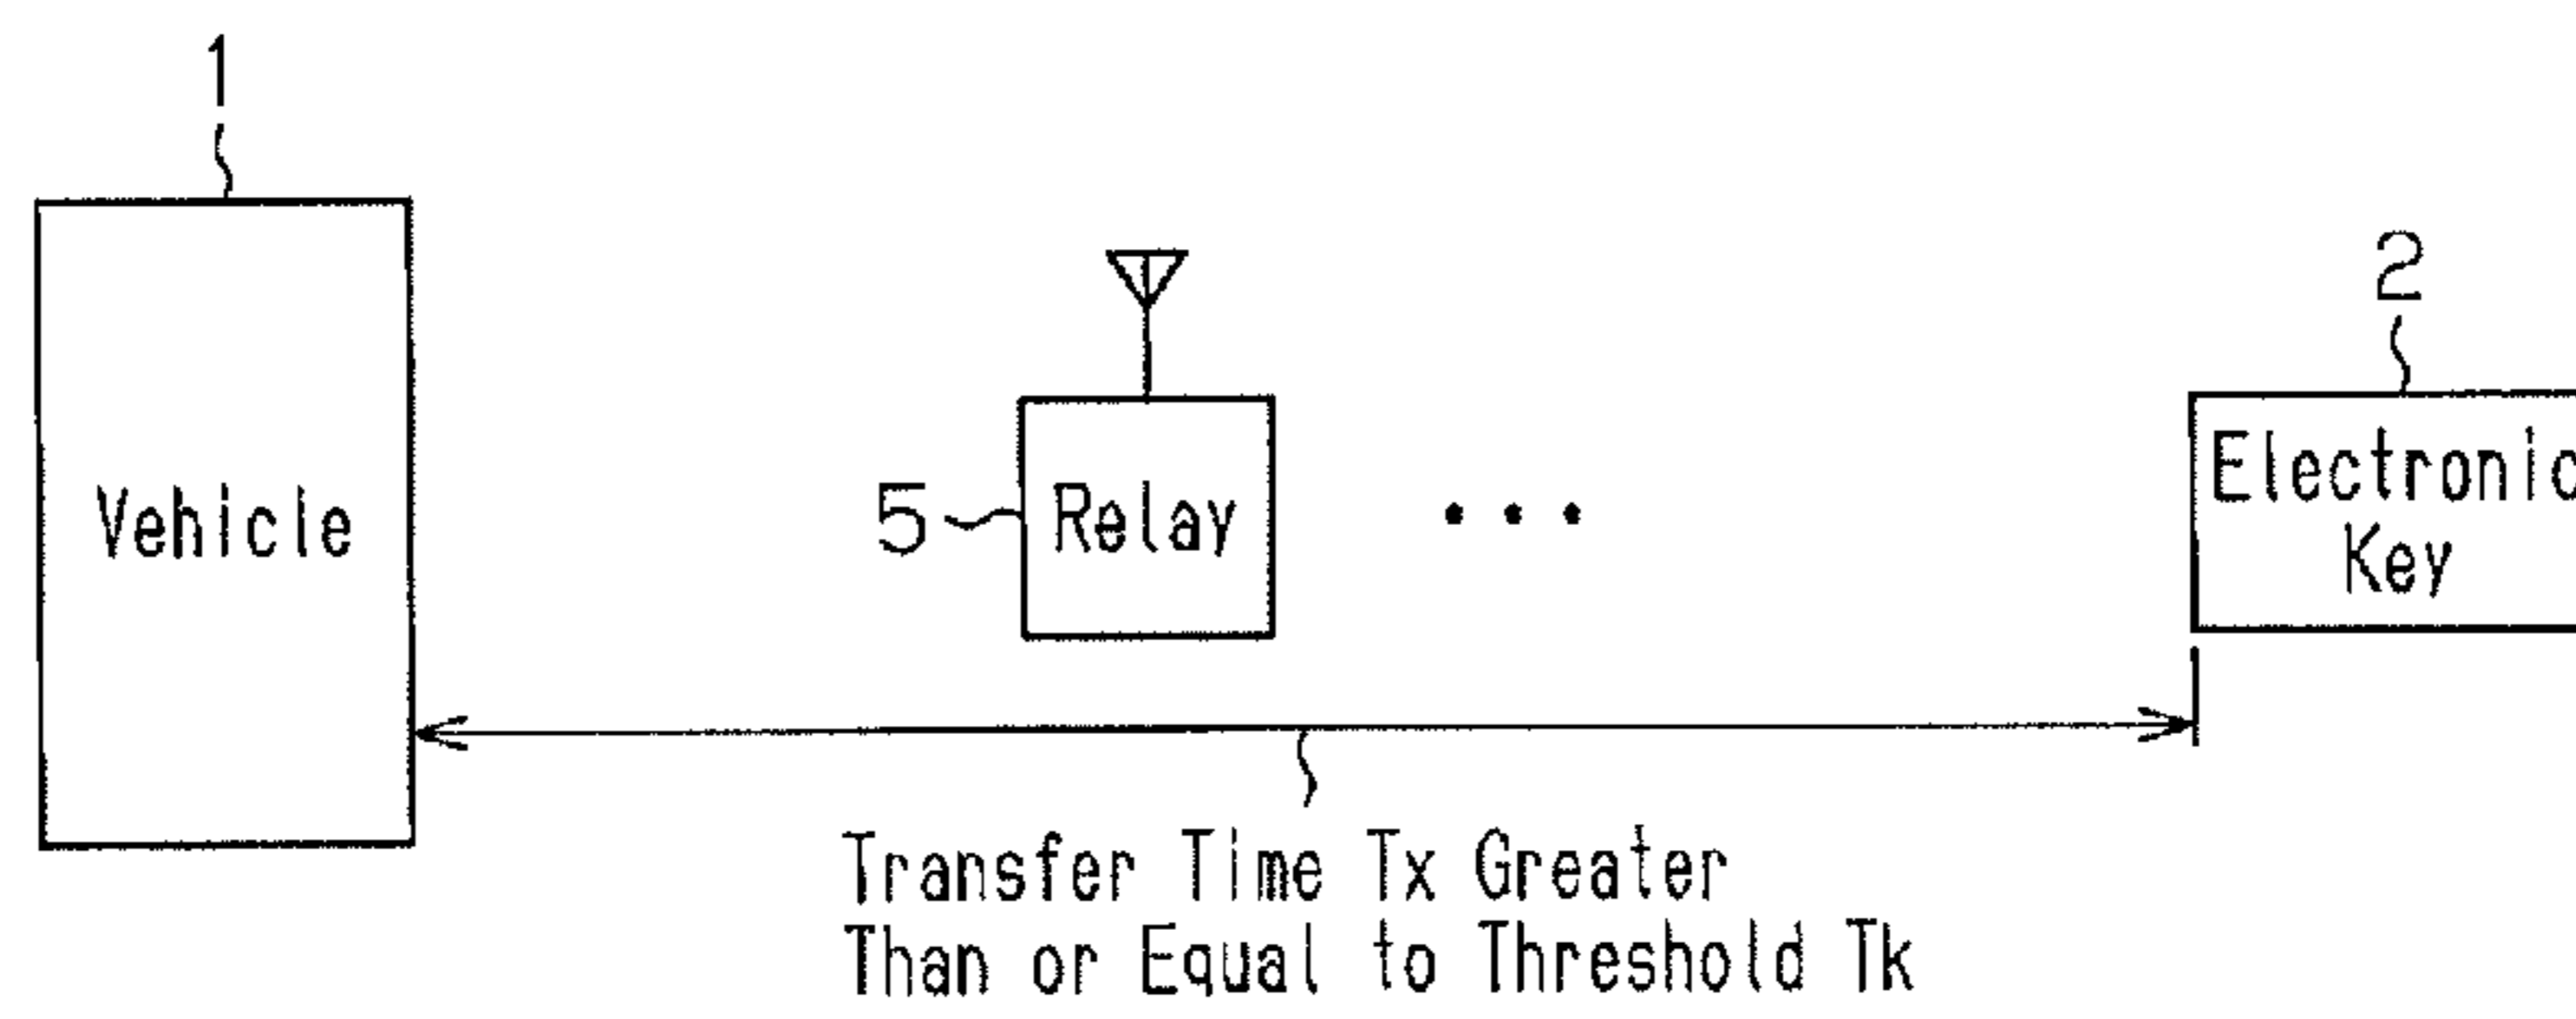 1
2
5
Vehicle
Relay
Electronic
Key
Transfer Time Tx Greater
Than or Equal to Threshold Tk